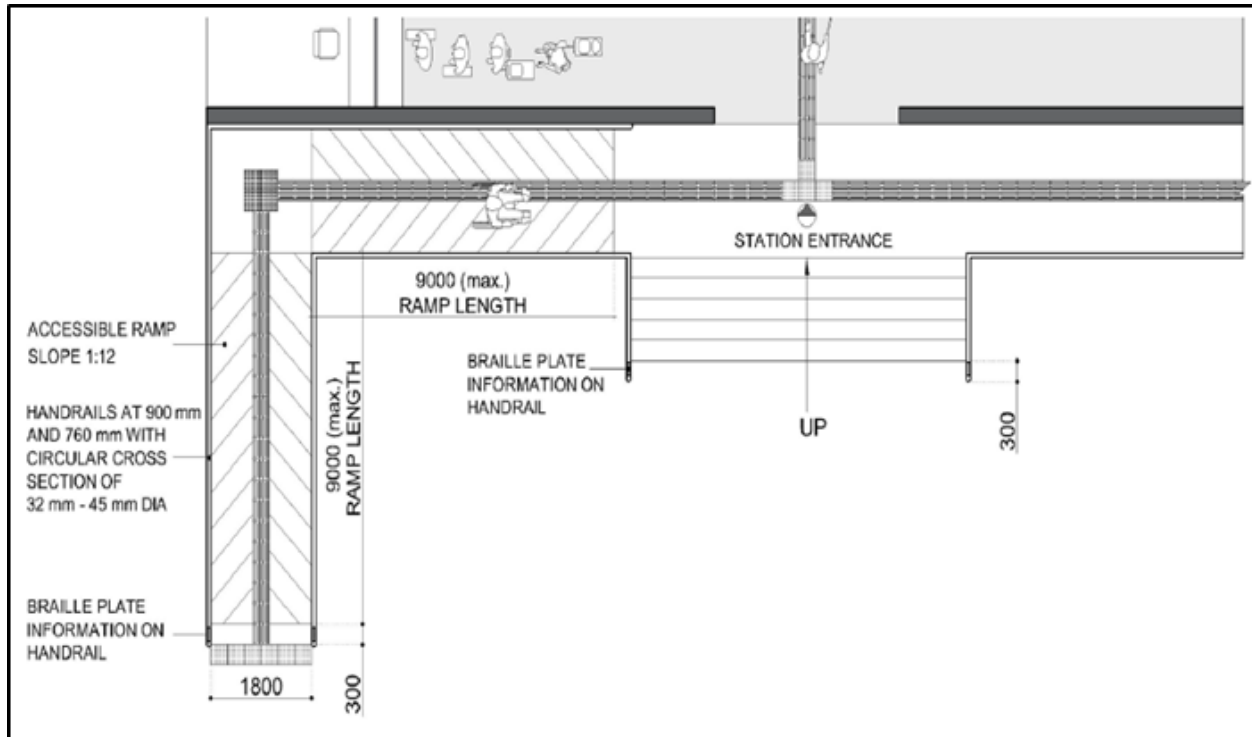 STATION ENTRANCE
9000 (max.)
RAMP LENGTH
ACCESSIBLE RAMP
SLOPE 1:12
BRAILLE PLATE
INFORMATION ON
HANDRAIL
9000 (max.)
RAMP LENGTH
HANDRAILS AT 900 mm
AND 760 mm WITH
CIRCULAR CROSS
SECTION OF
32 mm - 45 mm DIA
UP
300
BRAILLE PLATE
INFORMATION ON
HANDRAIL
1800
300